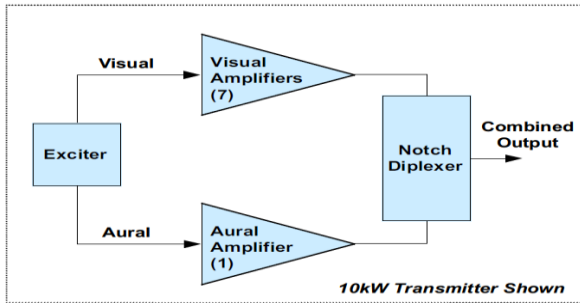 Visual
Visual
Amplifiers
(7)
Exciter
Notch
Diplexer
Combined
Output
Aural
Aural
Amplifier
(1)
10kW Transmitter Shown